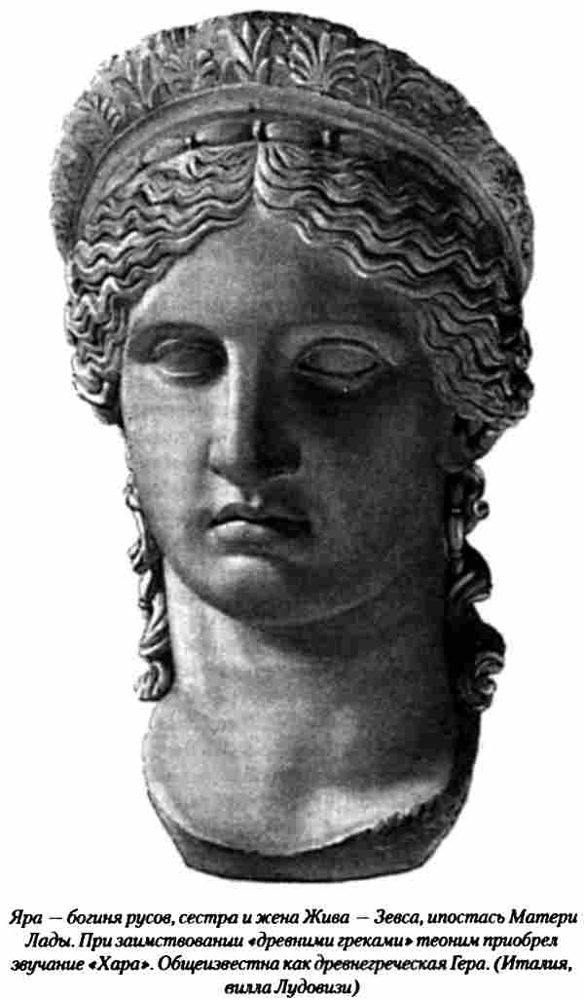 Яра — богиня русов, сестра и жена Жива — Зевса, ипостась Матери
Лады. При заимствовании «древними греками» теоним приобрел
звучание «Хара». Общеизвестна как древнегреческая Гера. (Италия,
вилла Лудовизи)